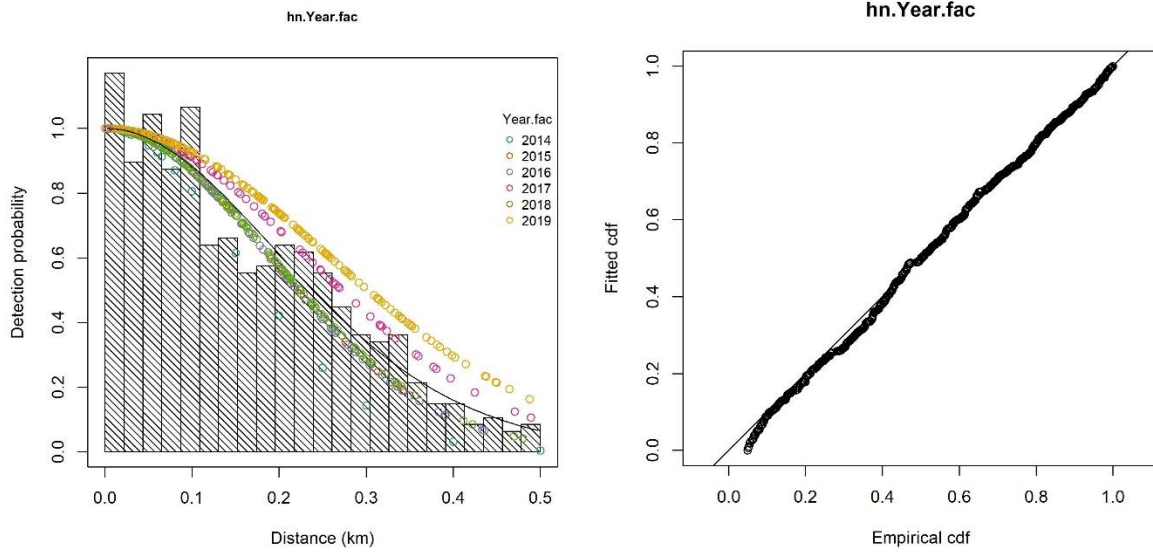 hn.Year.fac
Detection probability
1.0
0.8
0.6
0.4
0.2
0.0
Year.fac
2014
2015
2016
2017
2018
2019
0.0 0.1 0.2 0.3 0.4 0.5
Distance (km)
hn.Year.fac
Fitted cdf
1.0
0.8
0.6
0.4
0.2
0.0
0.0 0.2 0.4 0.6 0.8 1.0
Empirical cdf